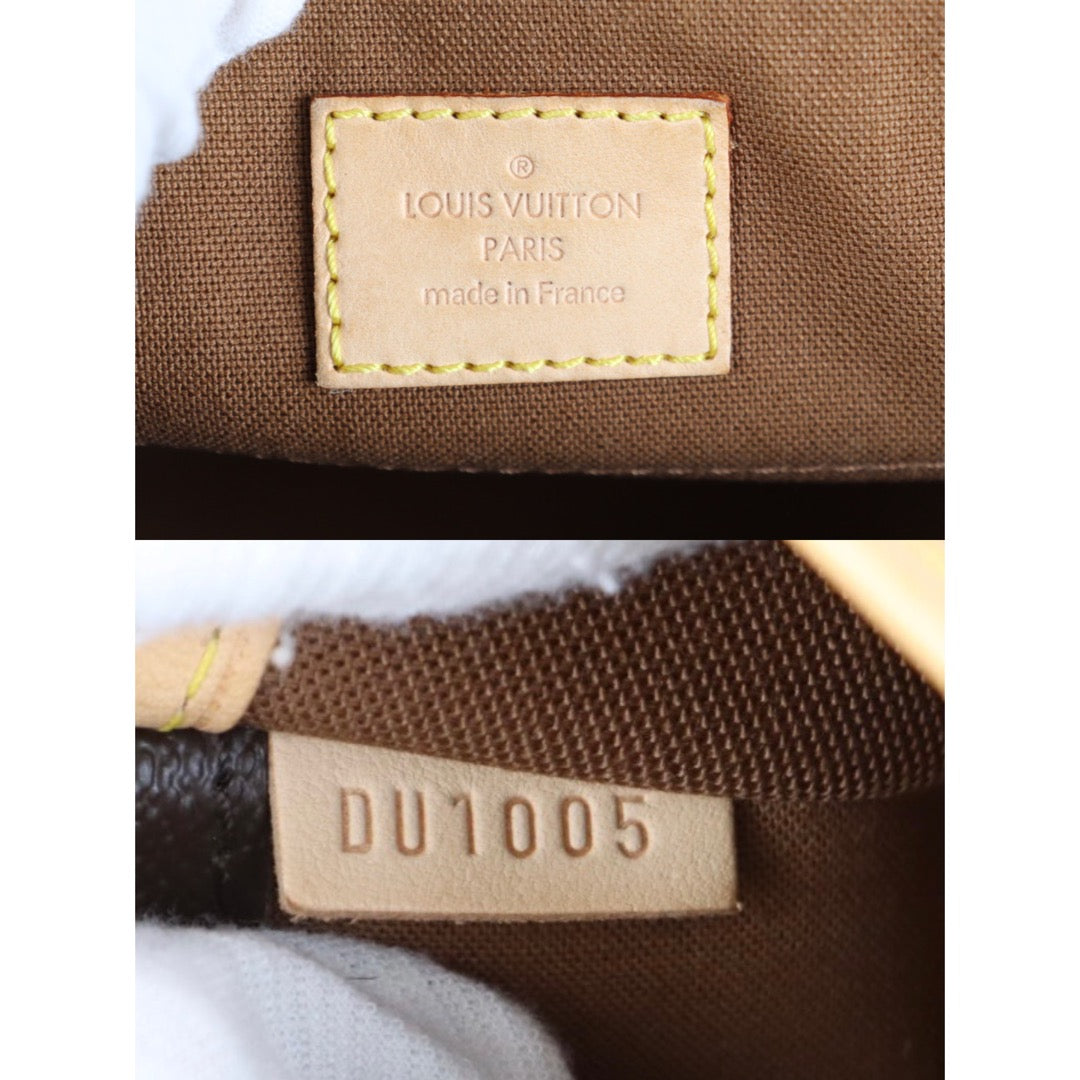 ®
LOUIS VUITTON
PARIS
made in France
DU1005